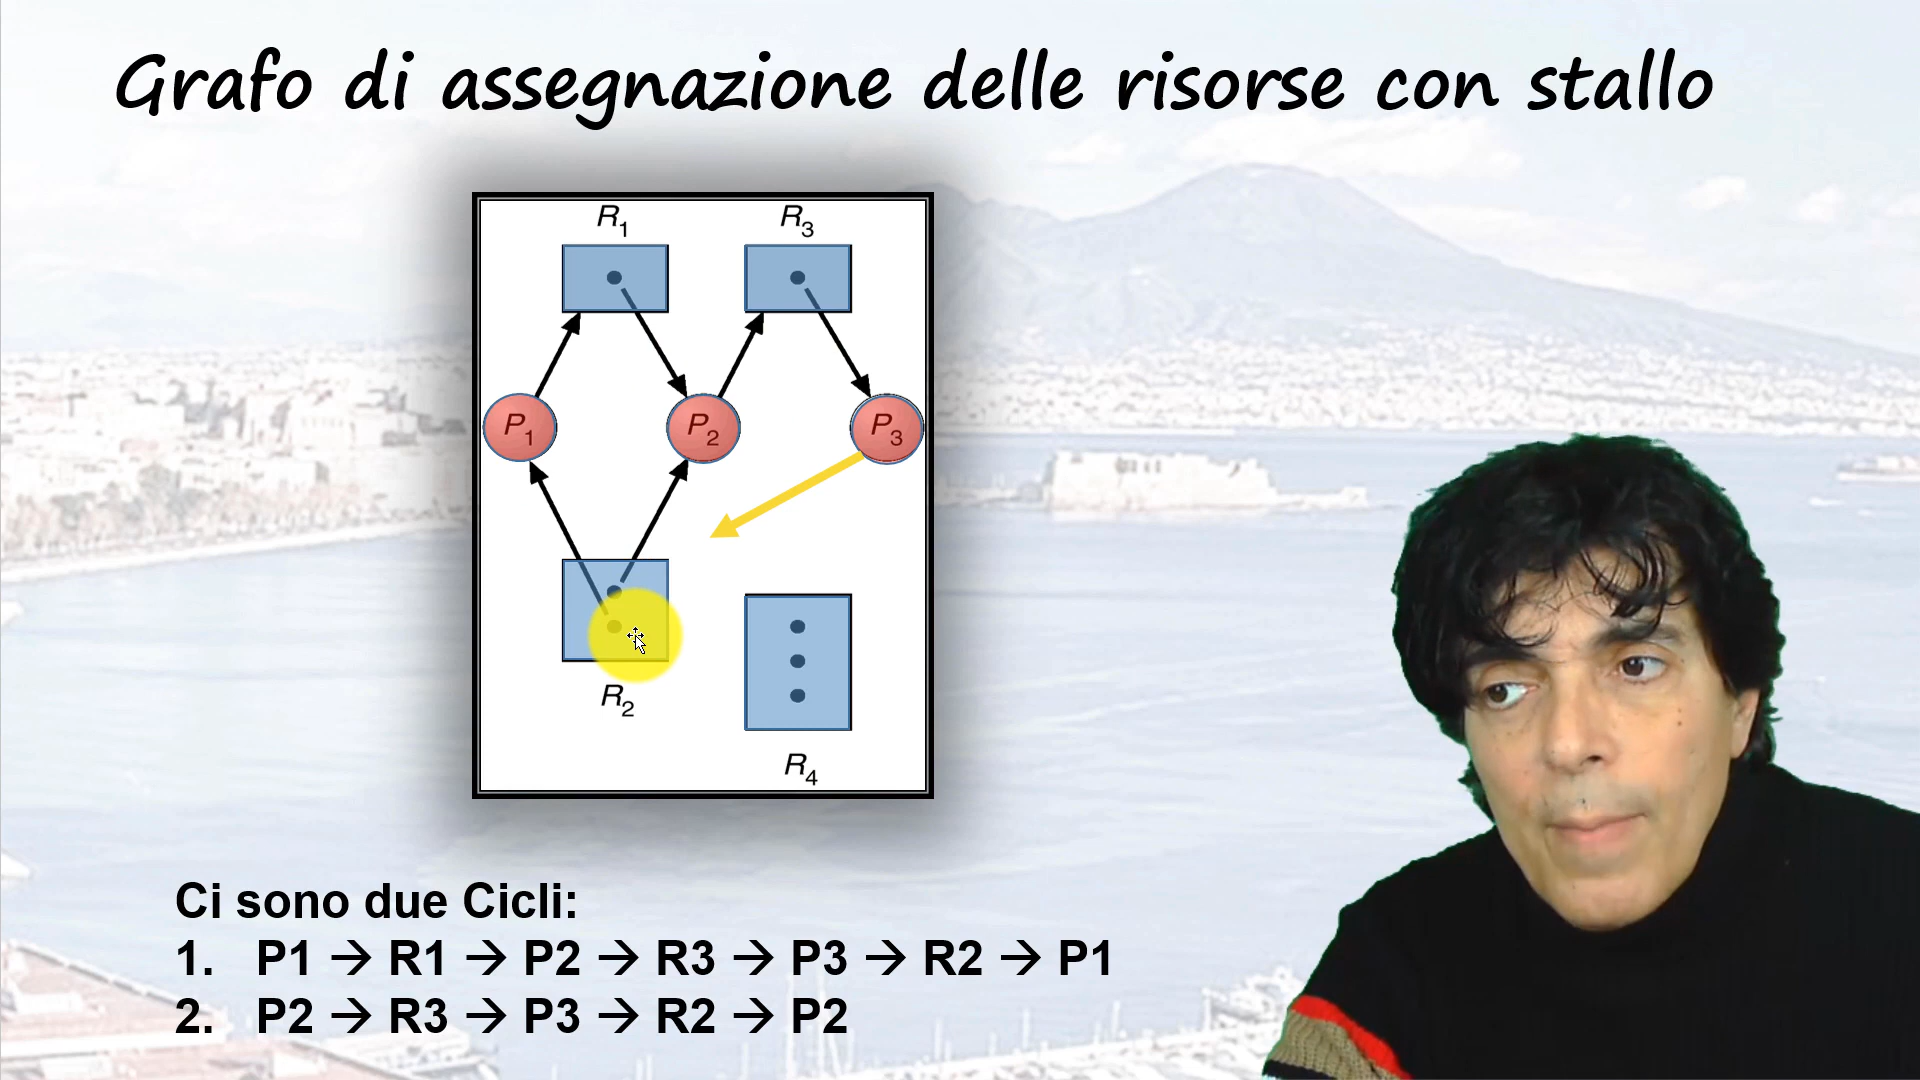 Grafo di assegnazione delle risorse con stallo
R1 R3
P1 P2 P3
R2
R4
Ci sono due Cicli:
1. P1 → R1 → P2 → R3 → P3 → R2 → P1
2. P2 → R3 → P3 → R2 → P2